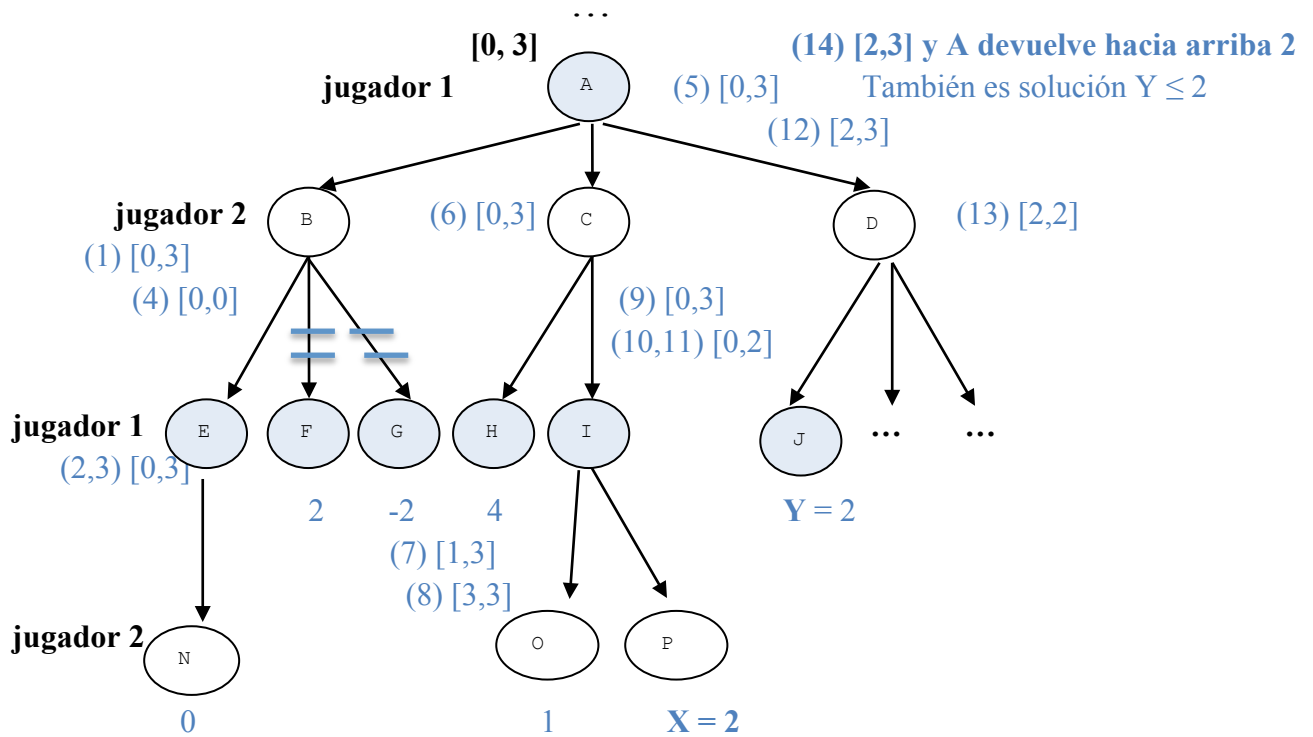 ...
[0, 3]
(14) [2,3] y A devuelve hacia arriba 2
jugador 1
A
(5) [0,3]
También es solución Y ≤ 2
(12) [2,3]
jugador 2
B
(6) [0,3]
C
D
(13) [2,2]
(1) [0,3]
(4) [0,0]
(9) [0,3]
(10,11) [0,2]
jugador 1
E
F
G
H
I
J
...
...
(2,3) [0,3]
2
-2
4
Y = 2
(7) [1,3]
(8) [3,3]
jugador 2
N
O
P
0
1
X = 2